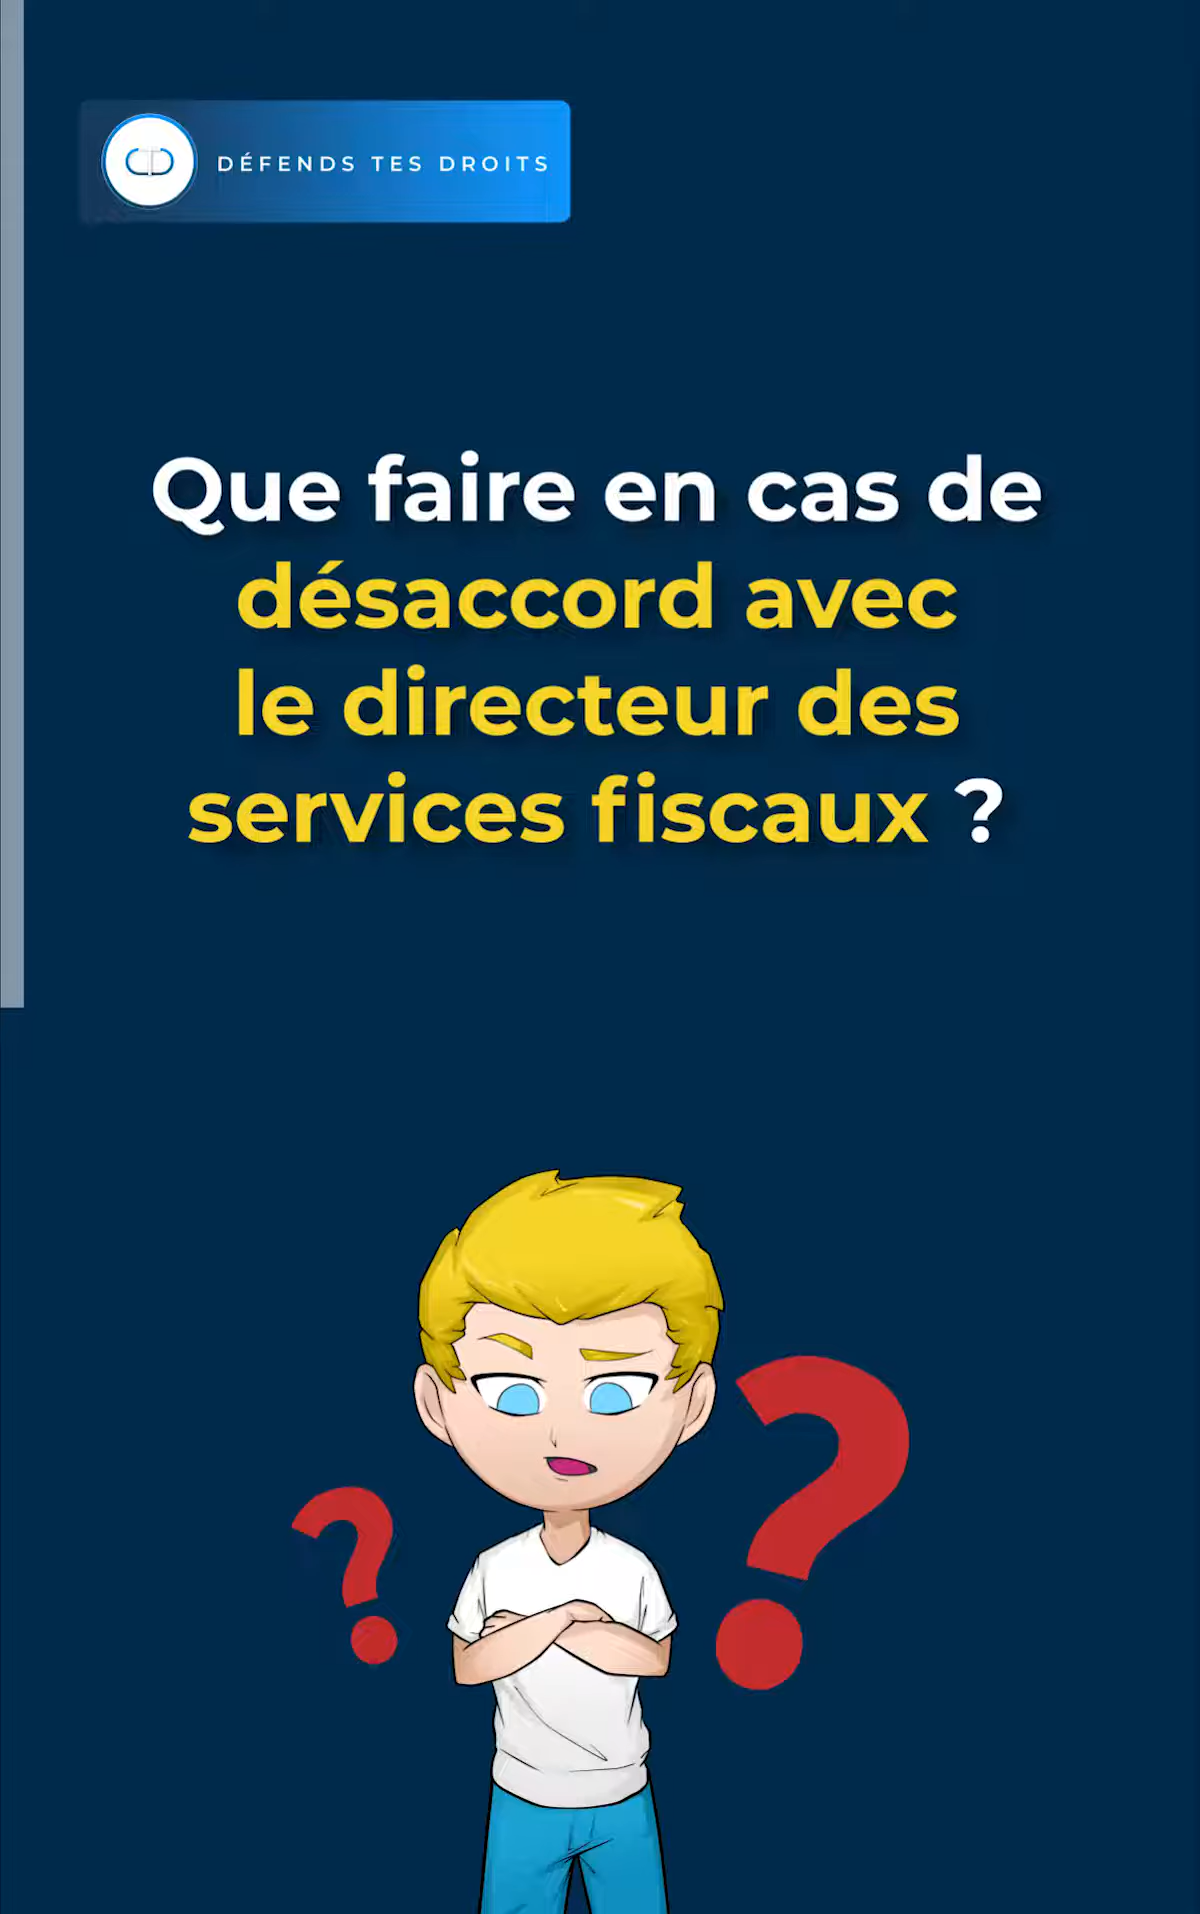 DÉFENDS TES DROITS
Que faire en cas de
désaccord avec
le directeur des
services fiscaux ?
? ?